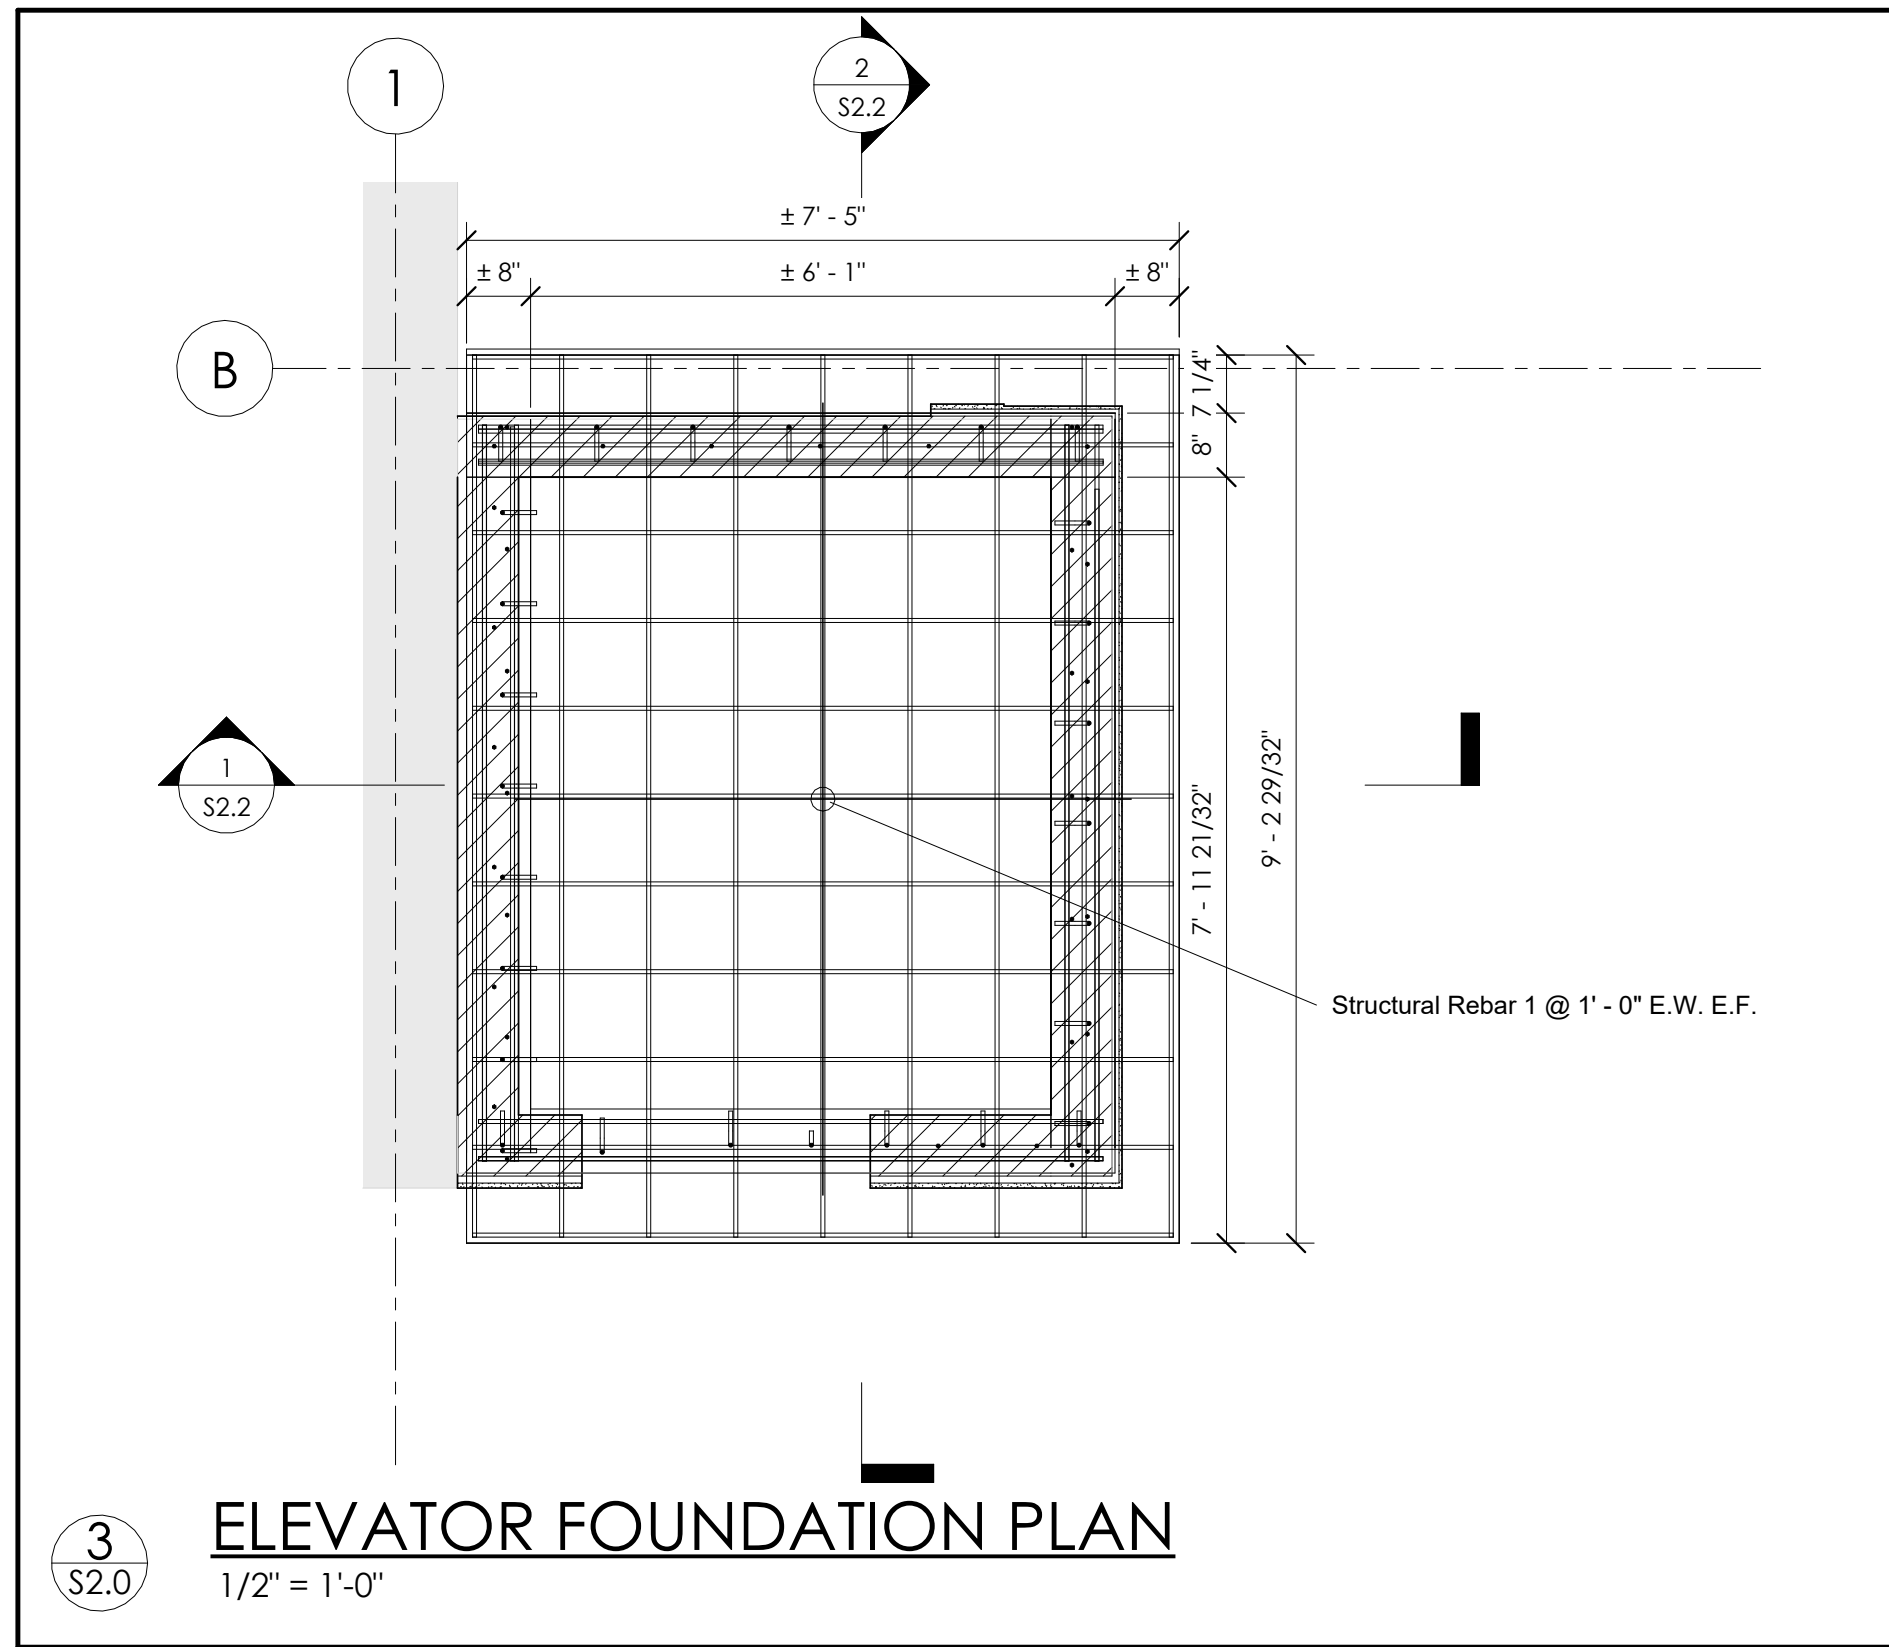 1
2
S2.2
± 7' - 5"
± 8"
± 6' - 1"
± 8"
B
7 1/4"
8"
1
S2.2
7' - 11 21/32"
9' - 2 29/32"
Structural Rebar 1 @ 1' - 0" E.W. E.F.
3
S2.0
ELEVATOR FOUNDATION PLAN
1/2" = 1'-0"